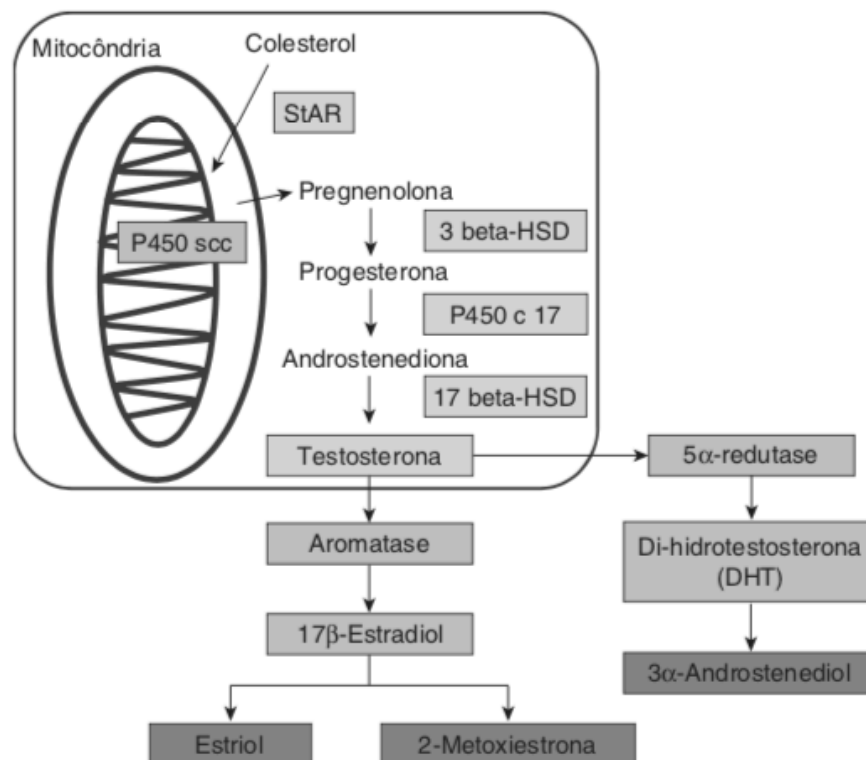 Mitocôndria
Colesterol
StAR
Pregnenolona
P450 scc
3 beta-HSD
Progesterona
P450 c 17
Androstenediona
17 beta-HSD
Testosterona
5α-redutase
Aromatase
Di-hidrotestosterona
(DHT)
17β-Estradiol
3α-Androstenediol
Estriol
2-Metoxiestrona